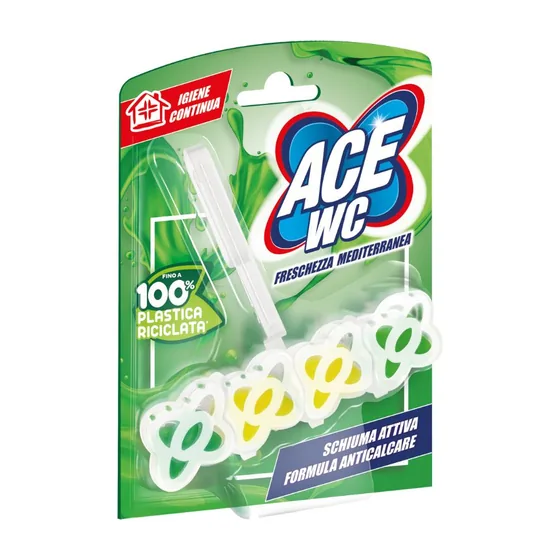 IGIENE
CONTINUA
ACE
WC
FRESCHEZZA MEDITERRANEA
FINO A
100%
PLASTICA
RICICLATA*
SCHIUMA ATTIVA
FORMULA ANTICALCARE